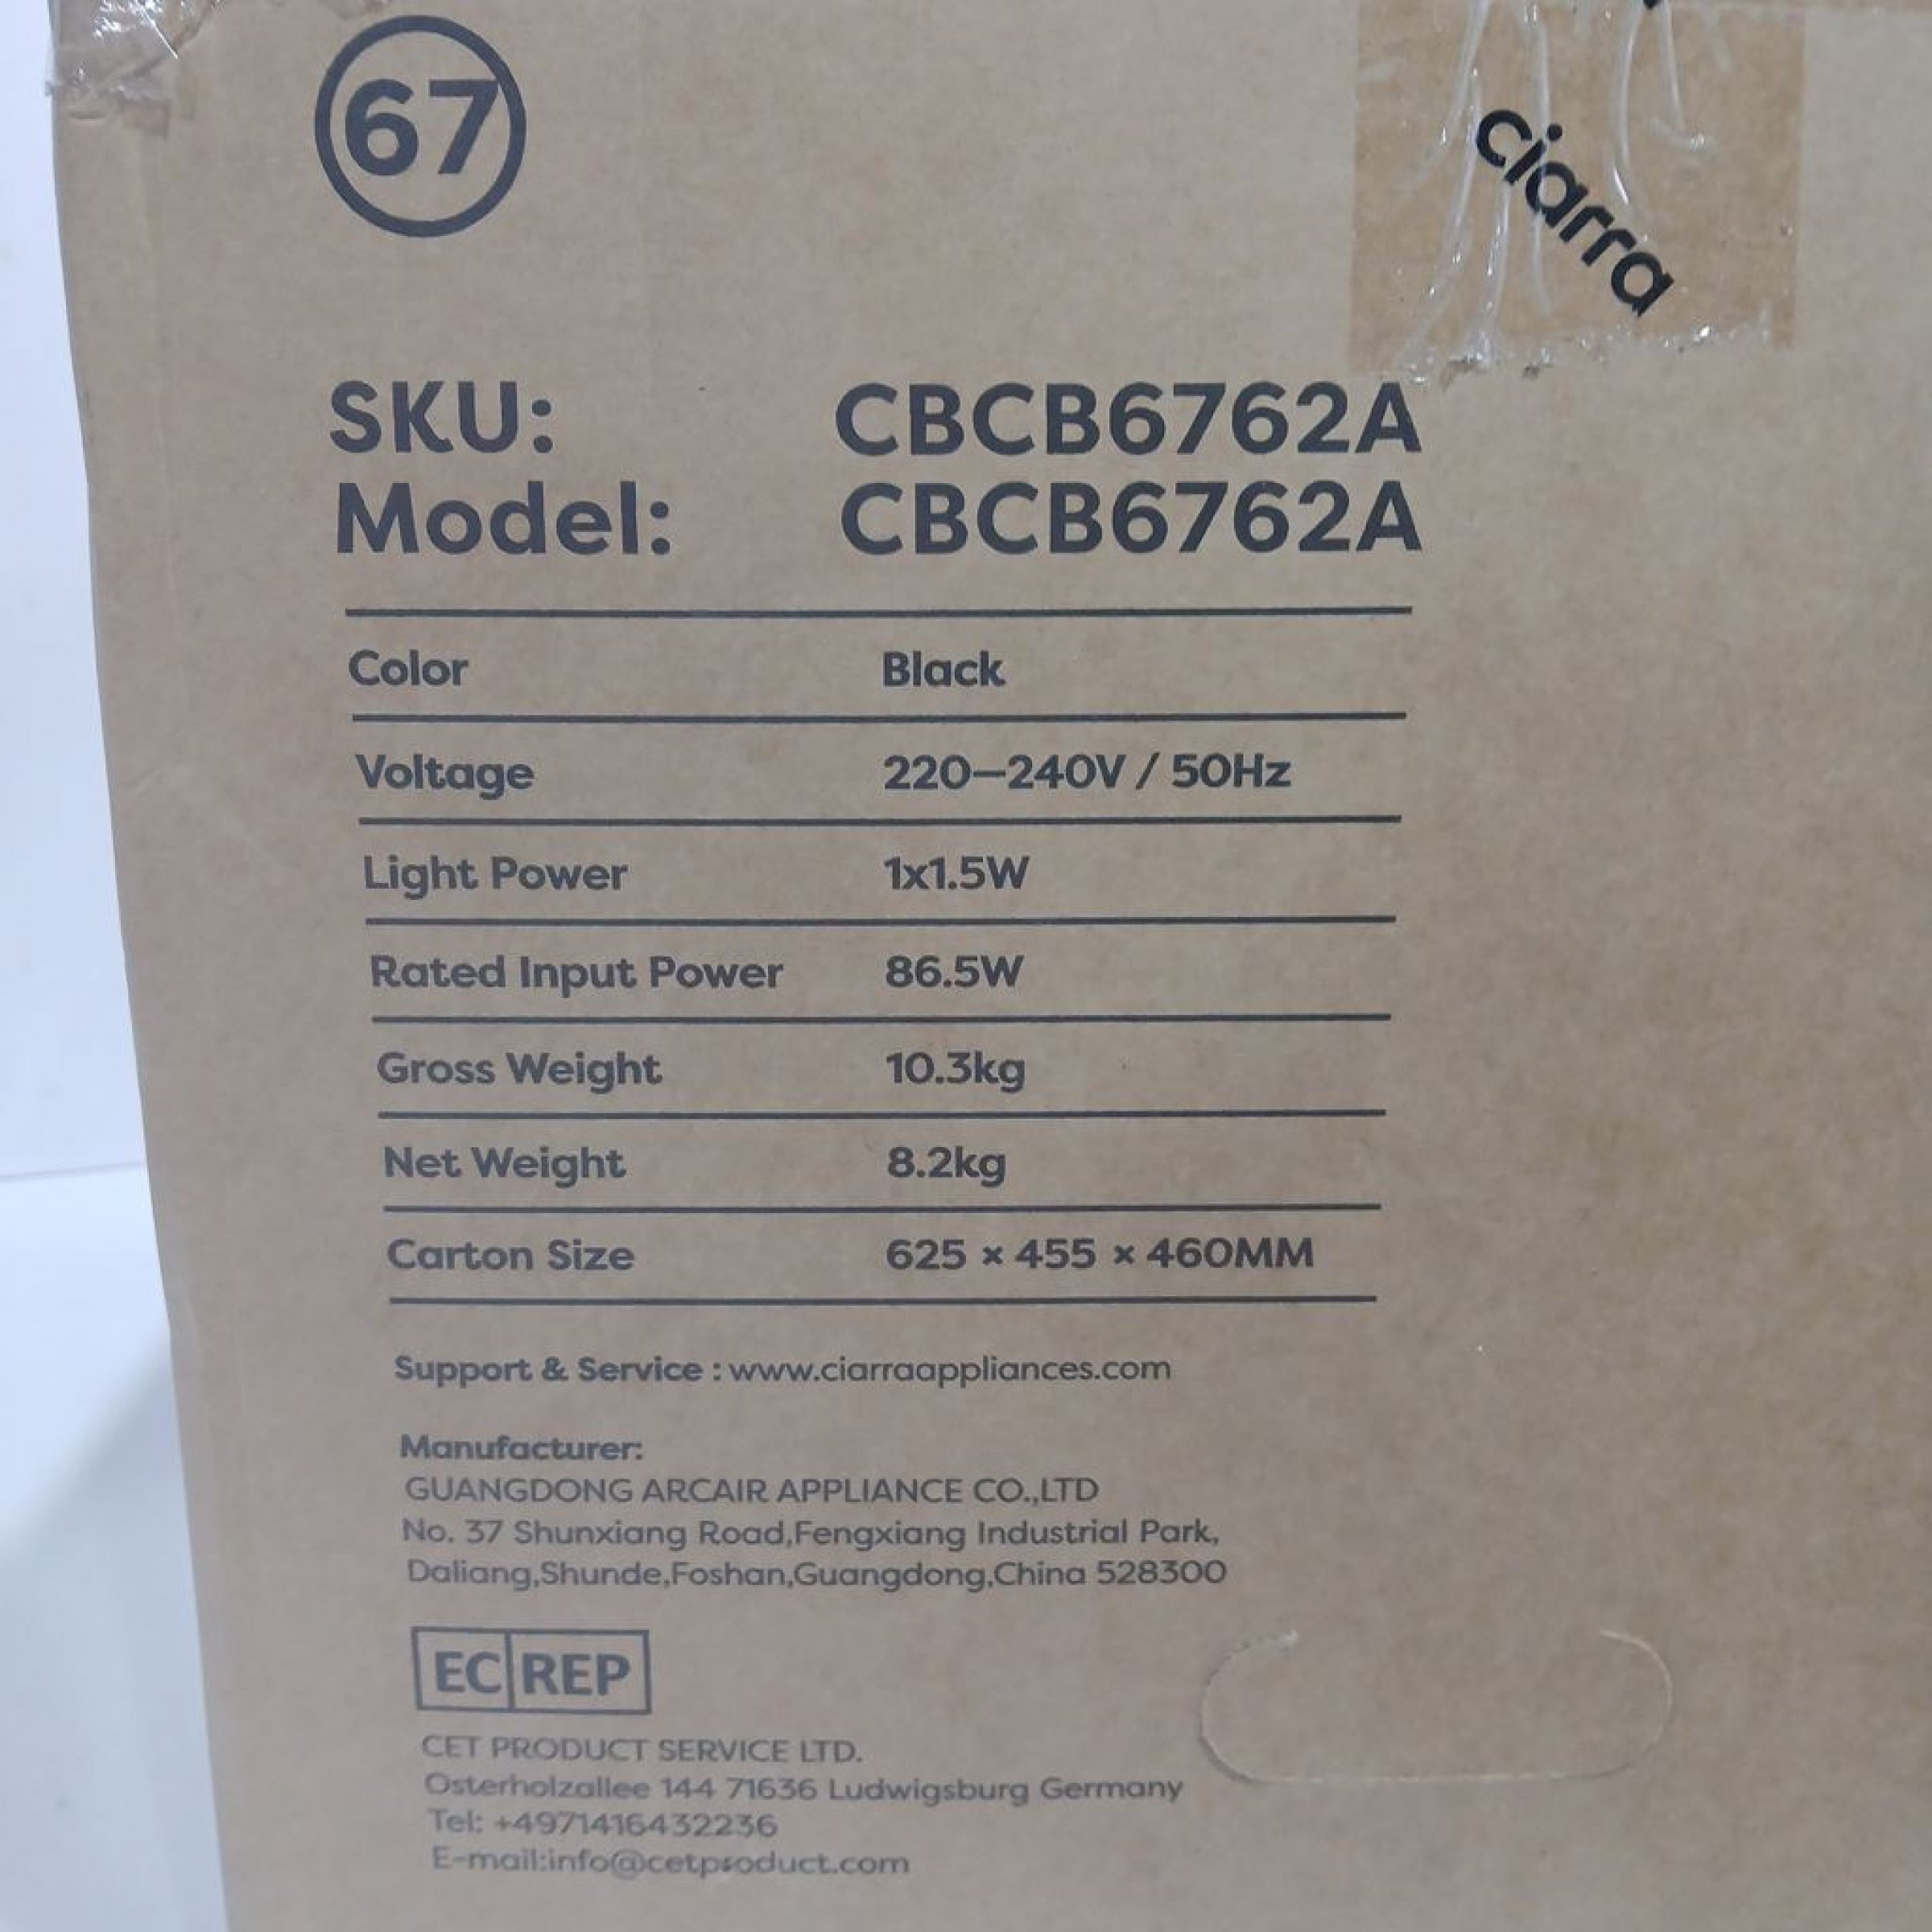 67
ciarra
SKU: CBCB6762A
Model: CBCB6762A
Color Black
Voltage 220–240V / 50Hz
Light Power 1x1.5W
Rated Input Power 86.5W
Gross Weight 10.3kg
Net Weight 8.2kg
Carton Size 625 × 455 × 460MM
Support & Service : www.ciarraappliances.com
Manufacturer:
GUANGDONG ARCAIR APPLIANCE CO.,LTD
No. 37 Shunxiang Road,Fengxiang Industrial Park,
Daliang,Shunde,Foshan,Guangdong,China 528300
EC REP
CET PRODUCT SERVICE LTD.
Osterholzallee 144 71636 Ludwigsburg Germany
Tel: +4971416432236
E-mail:info@cetproduct.com